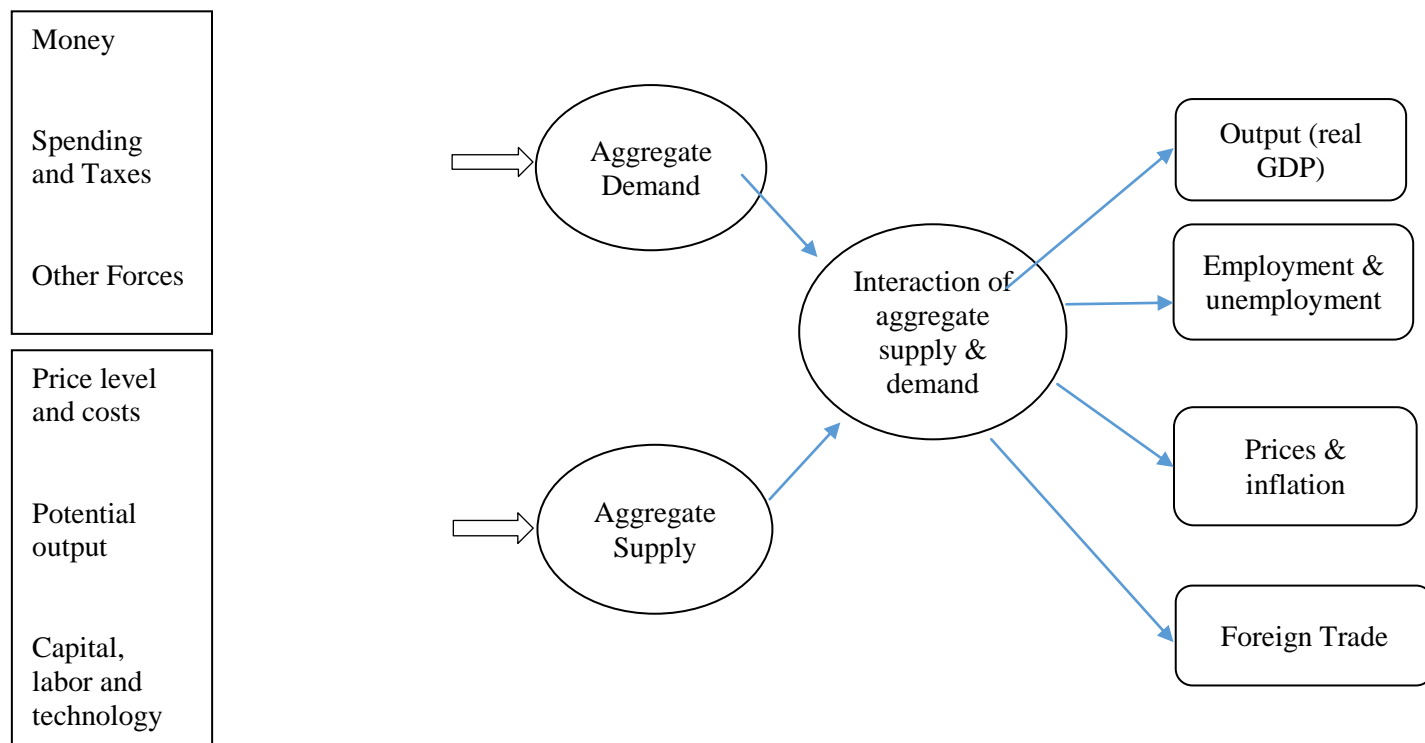 Money
Spending
and Taxes
Other Forces
Price level
and costs
Potential
output
Capital,
labor and
technology
Aggregate
Demand
Aggregate
Supply
Interaction of
aggregate
supply &
demand
Output (real
GDP)
Employment &
unemployment
Prices &
inflation
Foreign Trade